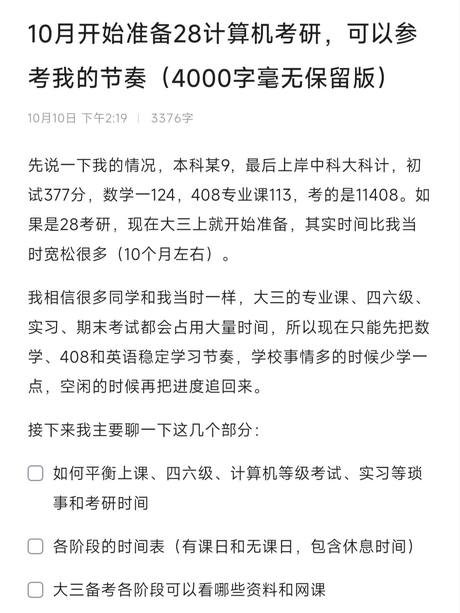 10月开始准备28计算机考研，可以参
考我的节奏（4000字毫无保留版）
10月10日 下午2:19 | 3376字
先说一下我的情况，本科某9，最后上岸中科大科计，初
试377分，数学一124，408专业课113，考的是11408。如
果是28考研，现在大三上就开始准备，其实时间比我当
时宽松很多（10个月左右）。
我相信很多同学和我当时一样，大三的专业课、四六级、
实习、期末考试都会占用大量时间，所以现在只能先把数
学、408和英语稳定学习节奏，学校事情多的时候少学一
点，空闲的时候再把进度追回来。
接下来我主要聊一下这几个部分：
如何平衡上课、四六级、计算机等级考试、实习等琐
事和考研时间
各阶段的时间表（有课日和无课日，包含休息时间）
大三备考各阶段可以看哪些资料和网课